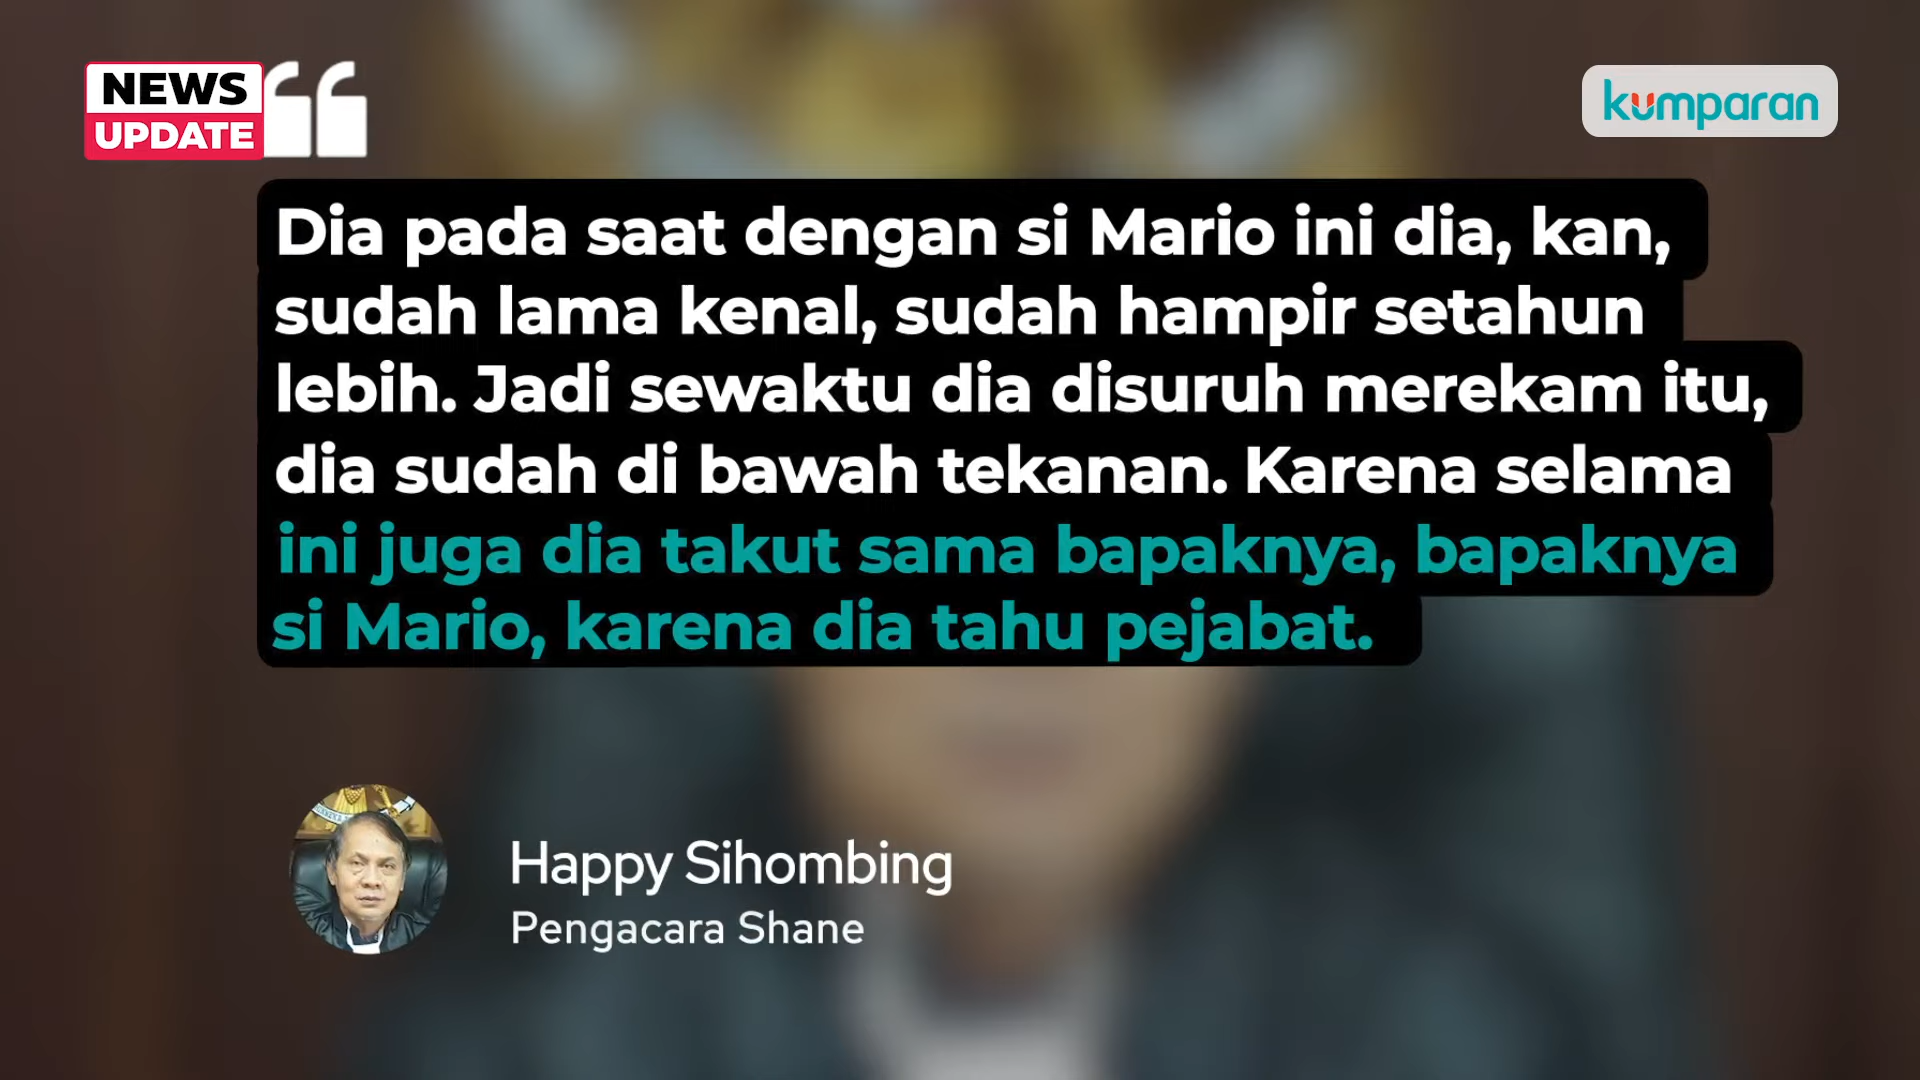 NEWS
UPDATE
kumparan
Dia pada saat dengan si Mario ini dia, kan,
sudah lama kenal, sudah hampir setahun
lebih. Jadi sewaktu dia disuruh merekam itu,
dia sudah di bawah tekanan. Karena selama
ini juga dia takut sama bapaknya, bapaknya
si Mario, karena dia tahu pejabat.
Happy Sihombing
Pengacara Shane